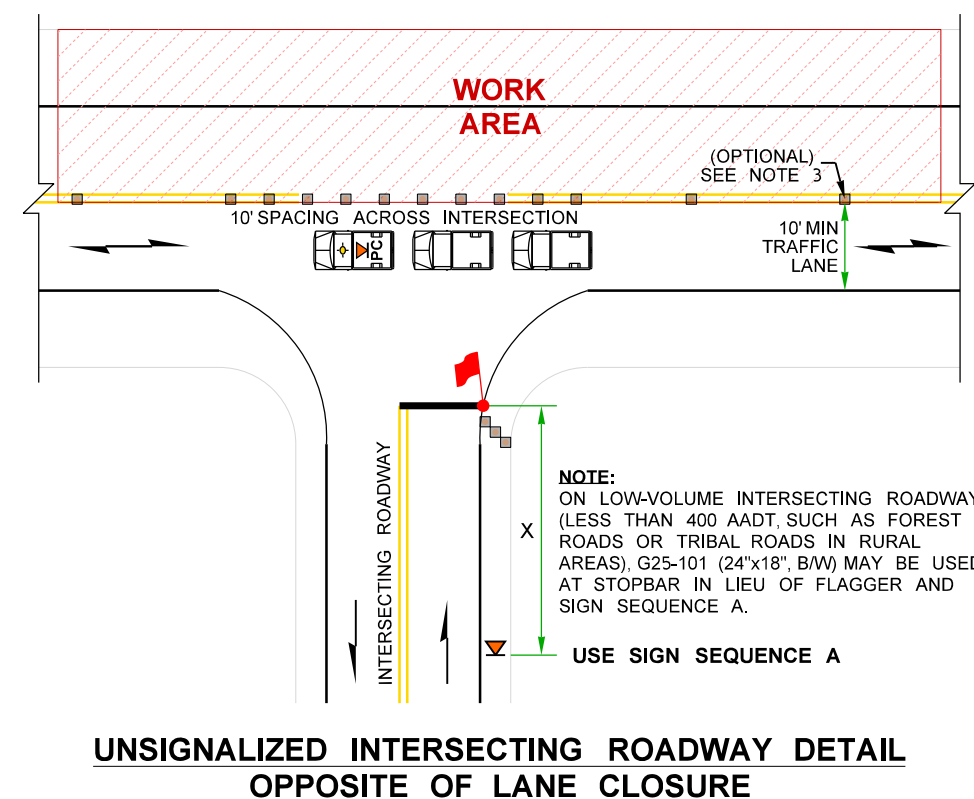 WORK
AREA
(OPTIONAL)
SEE NOTE 3
10' SPACING ACROSS INTERSECTION
PC
10' MIN
TRAFFIC
LANE
INTERSECTING ROADWAY
X
NOTE:
ON LOW-VOLUME INTERSECTING ROADWAY
(LESS THAN 400 AADT, SUCH AS FOREST
ROADS OR TRIBAL ROADS IN RURAL
AREAS), G25-101 (24"x18", B/W) MAY BE USED
AT STOPBAR IN LIEU OF FLAGGER AND
SIGN SEQUENCE A.
USE SIGN SEQUENCE A
UNSIGNALIZED INTERSECTING ROADWAY DETAIL
OPPOSITE OF LANE CLOSURE